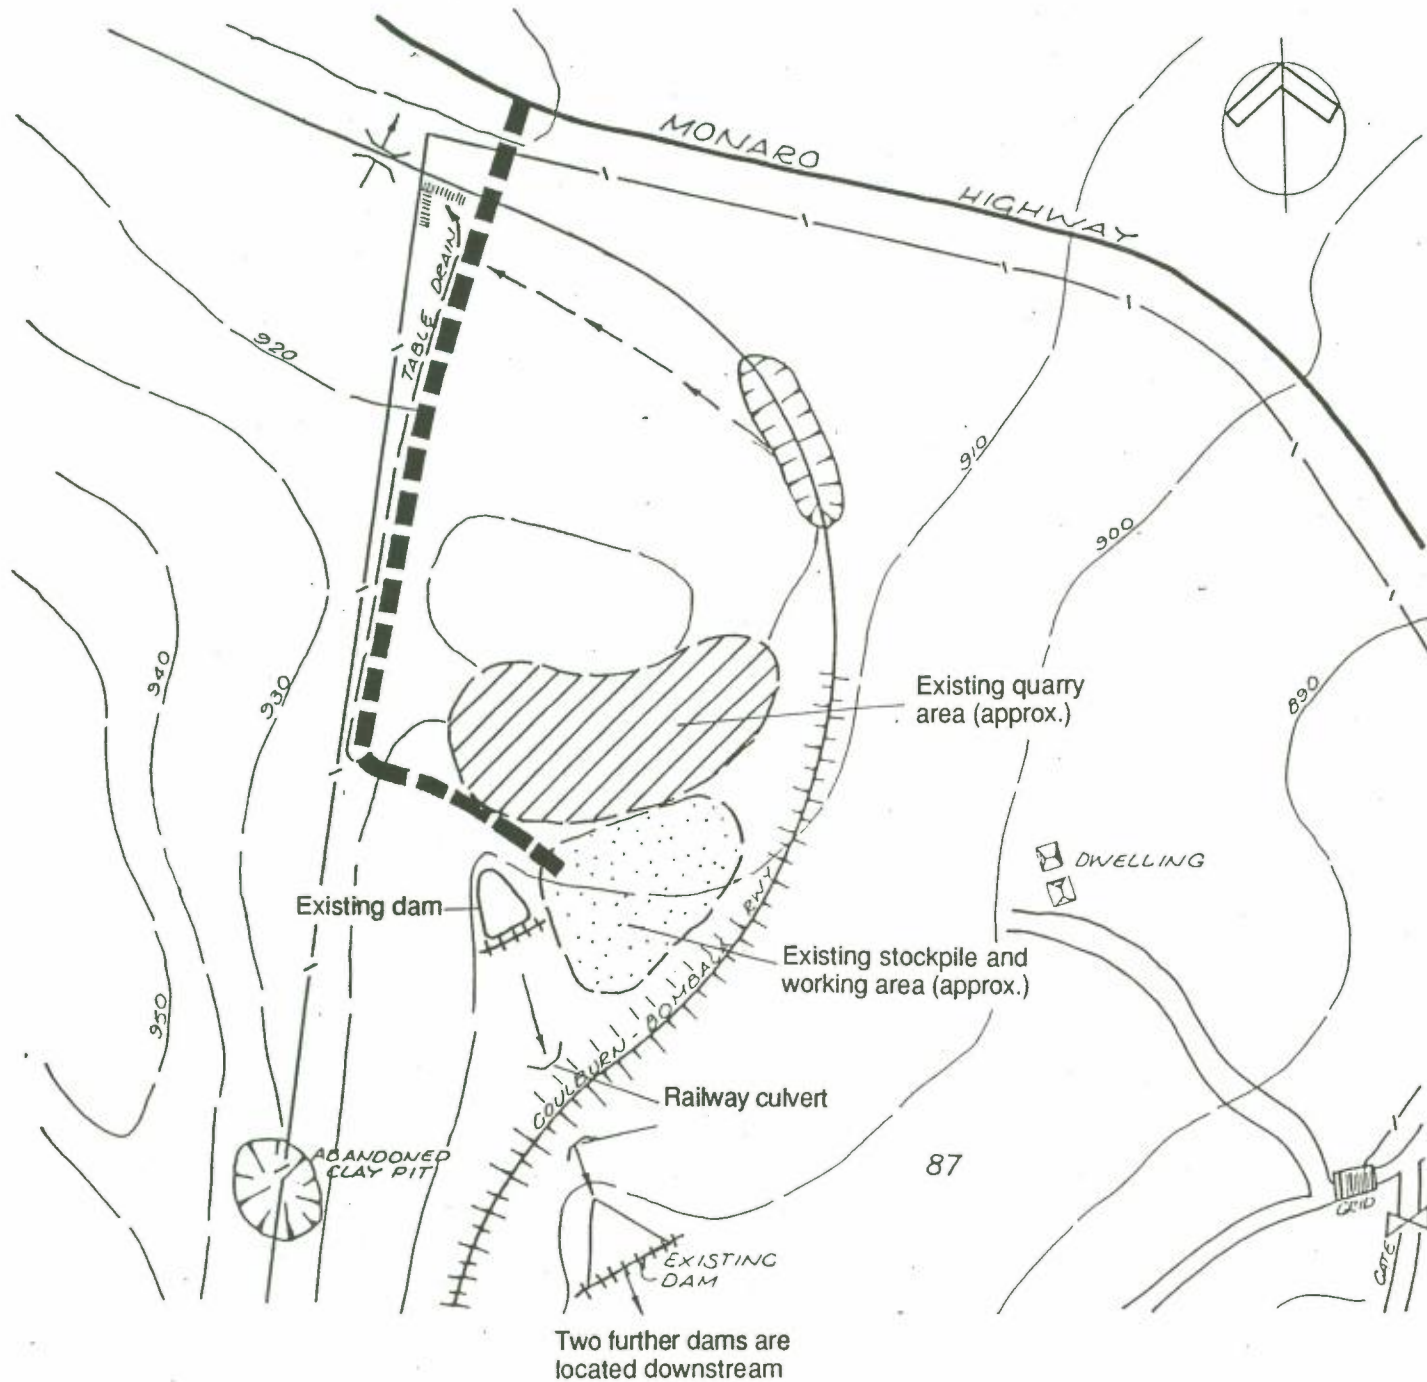 MONARO
HIGHWAY
TABLE DRAIN
920
910
900
Existing quarry
area (approx.)
940
930
890
DWELLING
Existing dam
Existing stockpile and
working area (approx.)
950
GOULBURN - BOMBALA RWY
Railway culvert
ABANDONED
CLAY PIT
87
GRID
GATE
EXISTING
DAM
Two further dams are
located downstream